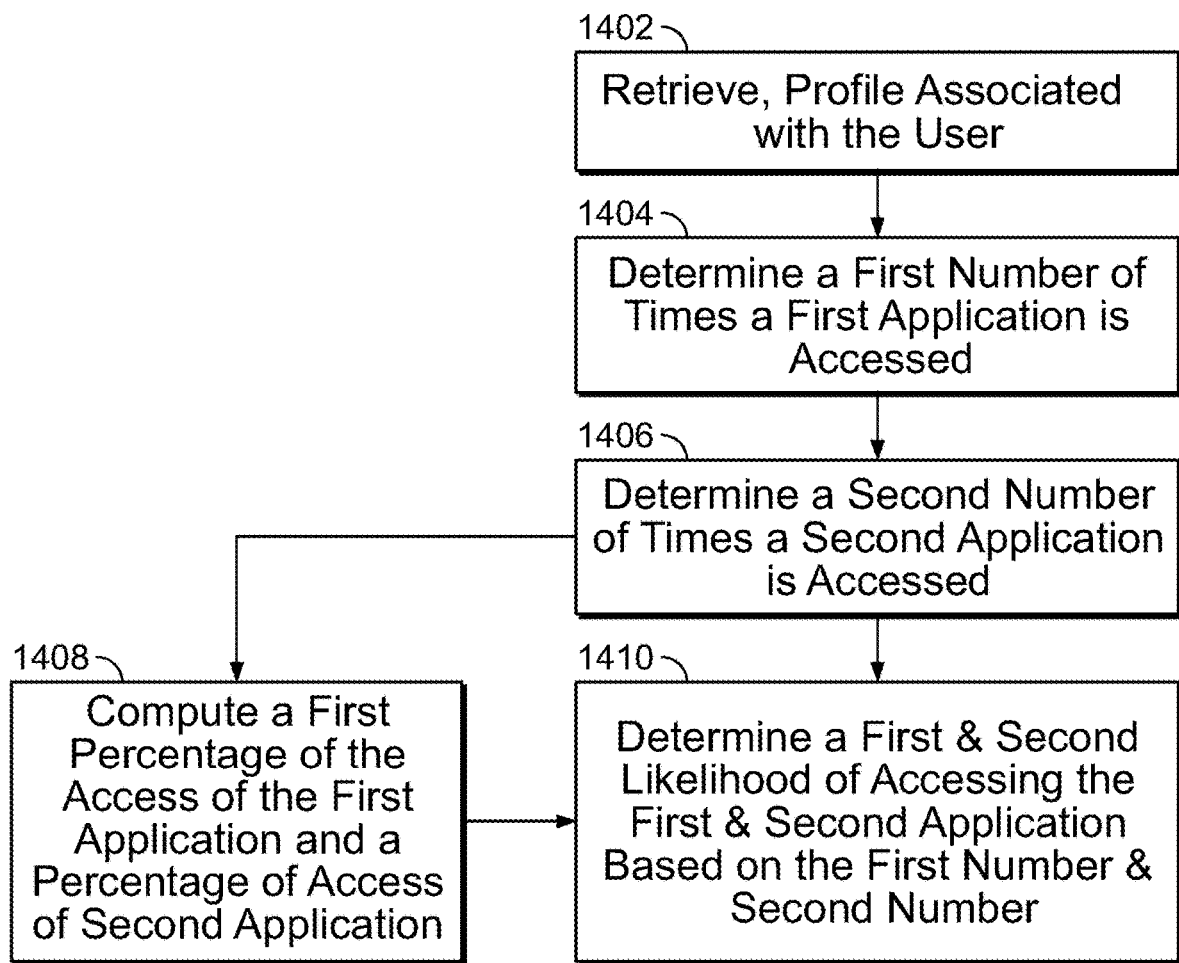 1402
Retrieve, Profile Associated
with the User
1404
Determine a First Number of
Times a First Application is
Accessed
1406
Determine a Second Number
of Times a Second Application
is Accessed
1408
Compute a First
Percentage of the
Access of the First
Application and a
Percentage of Access
of Second Application
1410
Determine a First & Second
Likelihood of Accessing the
First & Second Application
Based on the First Number &
Second Number